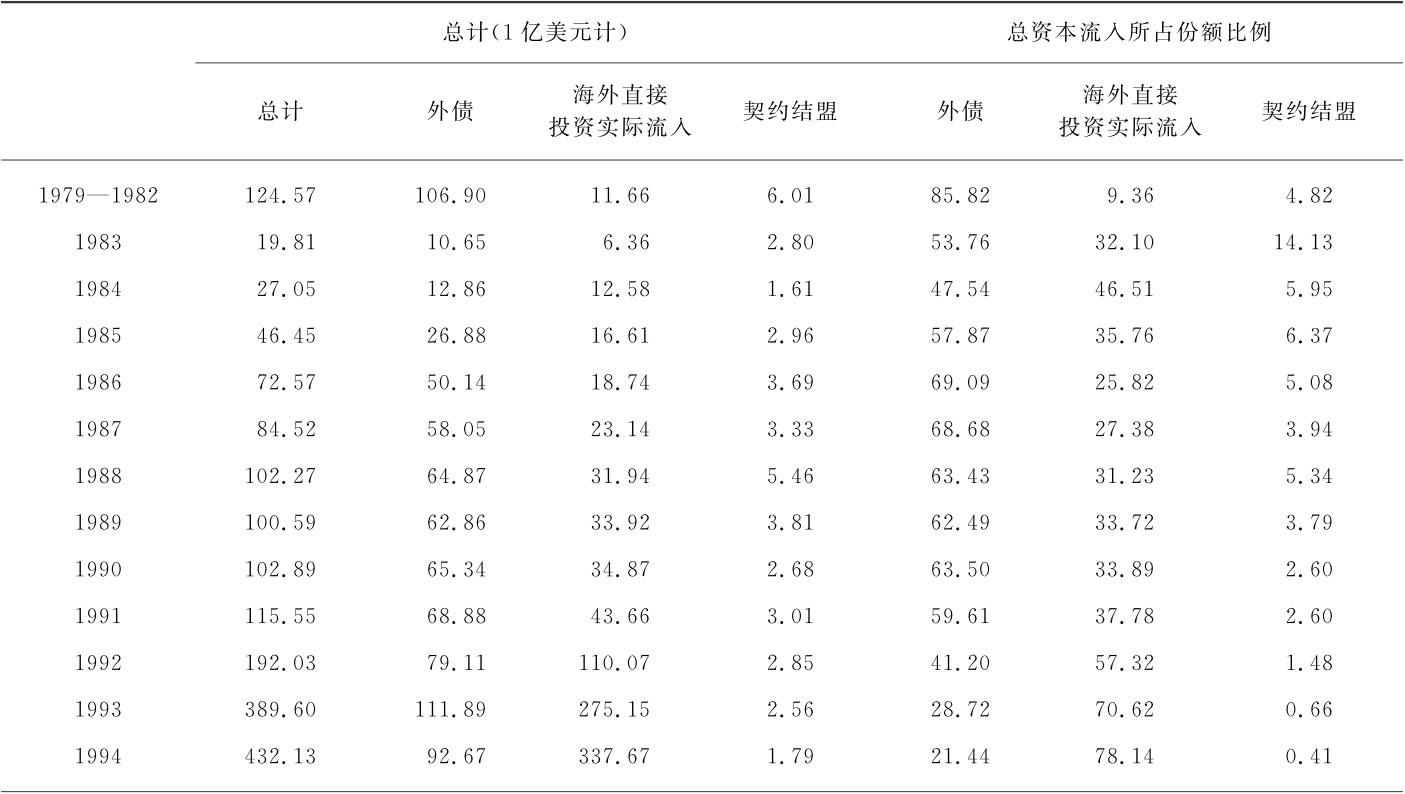 总计(1亿美元计) 总资本流入所占份额比例
总计 外债 海外直接 投资实际流入 契约结盟 外债 海外直接 投资实际流入 契约结盟
1979—1982 124.57 106.90 11.66 6.01 85.82 9.36 4.82
1983 19.81 10.65 6.36 2.80 53.76 32.10 14.13
1984 27.05 12.86 12.58 1.61 47.54 46.51 5.95
1985 46.45 26.88 16.61 2.96 57.87 35.76 6.37
1986 72.57 50.14 18.74 3.69 69.09 25.82 5.08
1987 84.52 58.05 23.14 3.33 68.68 27.38 3.94
1988 102.27 64.87 31.94 5.46 63.43 31.23 5.34
1989 100.59 62.86 33.92 3.81 62.49 33.72 3.79
1990 102.89 65.34 34.87 2.68 63.50 33.89 2.60
1991 115.55 68.88 43.66 3.01 59.61 37.78 2.60
1992 192.03 79.11 110.07 2.85 41.20 57.32 1.48
1993 389.60 111.89 275.15 2.56 28.72 70.62 0.66
1994 432.13 92.67 337.67 1.79 21.44 78.14 0.41